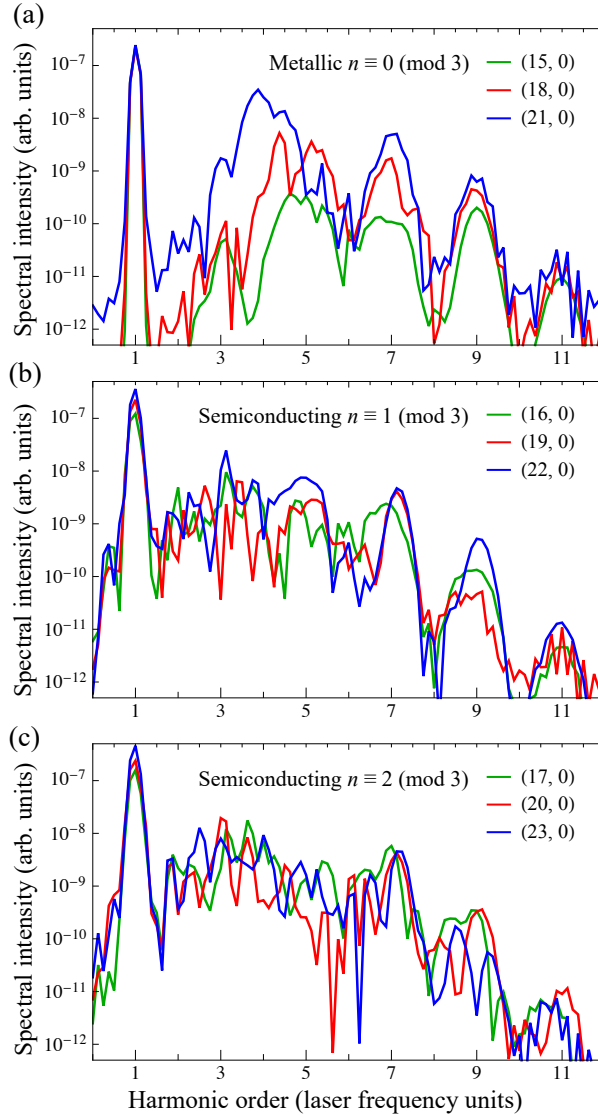 (a)
Spectral intensity (arb. units)
10⁻⁷
10⁻⁸
10⁻⁹
10⁻¹⁰
10⁻¹¹
10⁻¹²
Metallic n ≡ 0 (mod 3)
(15, 0)
(18, 0)
(21, 0)
1 3 5 7 9 11
(b)
Spectral intensity (arb. units)
10⁻⁷
10⁻⁸
10⁻⁹
10⁻¹⁰
10⁻¹¹
10⁻¹²
Semiconducting n ≡ 1 (mod 3)
(16, 0)
(19, 0)
(22, 0)
1 3 5 7 9 11
(c)
Spectral intensity (arb. units)
10⁻⁷
10⁻⁸
10⁻⁹
10⁻¹⁰
10⁻¹¹
10⁻¹²
Semiconducting n ≡ 2 (mod 3)
(17, 0)
(20, 0)
(23, 0)
1 3 5 7 9 11
Harmonic order (laser frequency units)